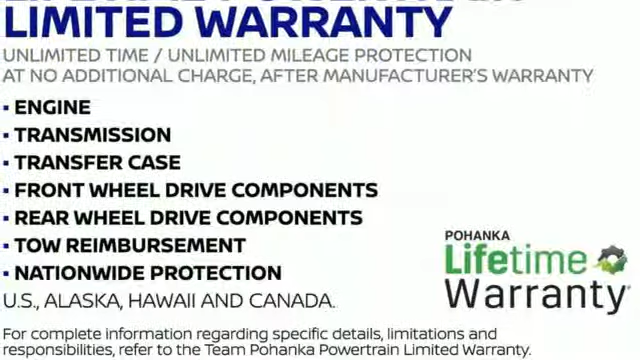 LIMITED WARRANTY
UNLIMITED TIME / UNLIMITED MILEAGE PROTECTION
AT NO ADDITIONAL CHARGE, AFTER MANUFACTURER'S WARRANTY
▪ ENGINE
▪ TRANSMISSION
▪ TRANSFER CASE
▪ FRONT WHEEL DRIVE COMPONENTS
▪ REAR WHEEL DRIVE COMPONENTS
▪ TOW REIMBURSEMENT
▪ NATIONWIDE PROTECTION
U.S., ALASKA, HAWAII AND CANADA.
POHANKA
Lifetime
Warranty
For complete information regarding specific details, limitations and
responsibilities, refer to the Team Pohanka Powertrain Limited Warranty.